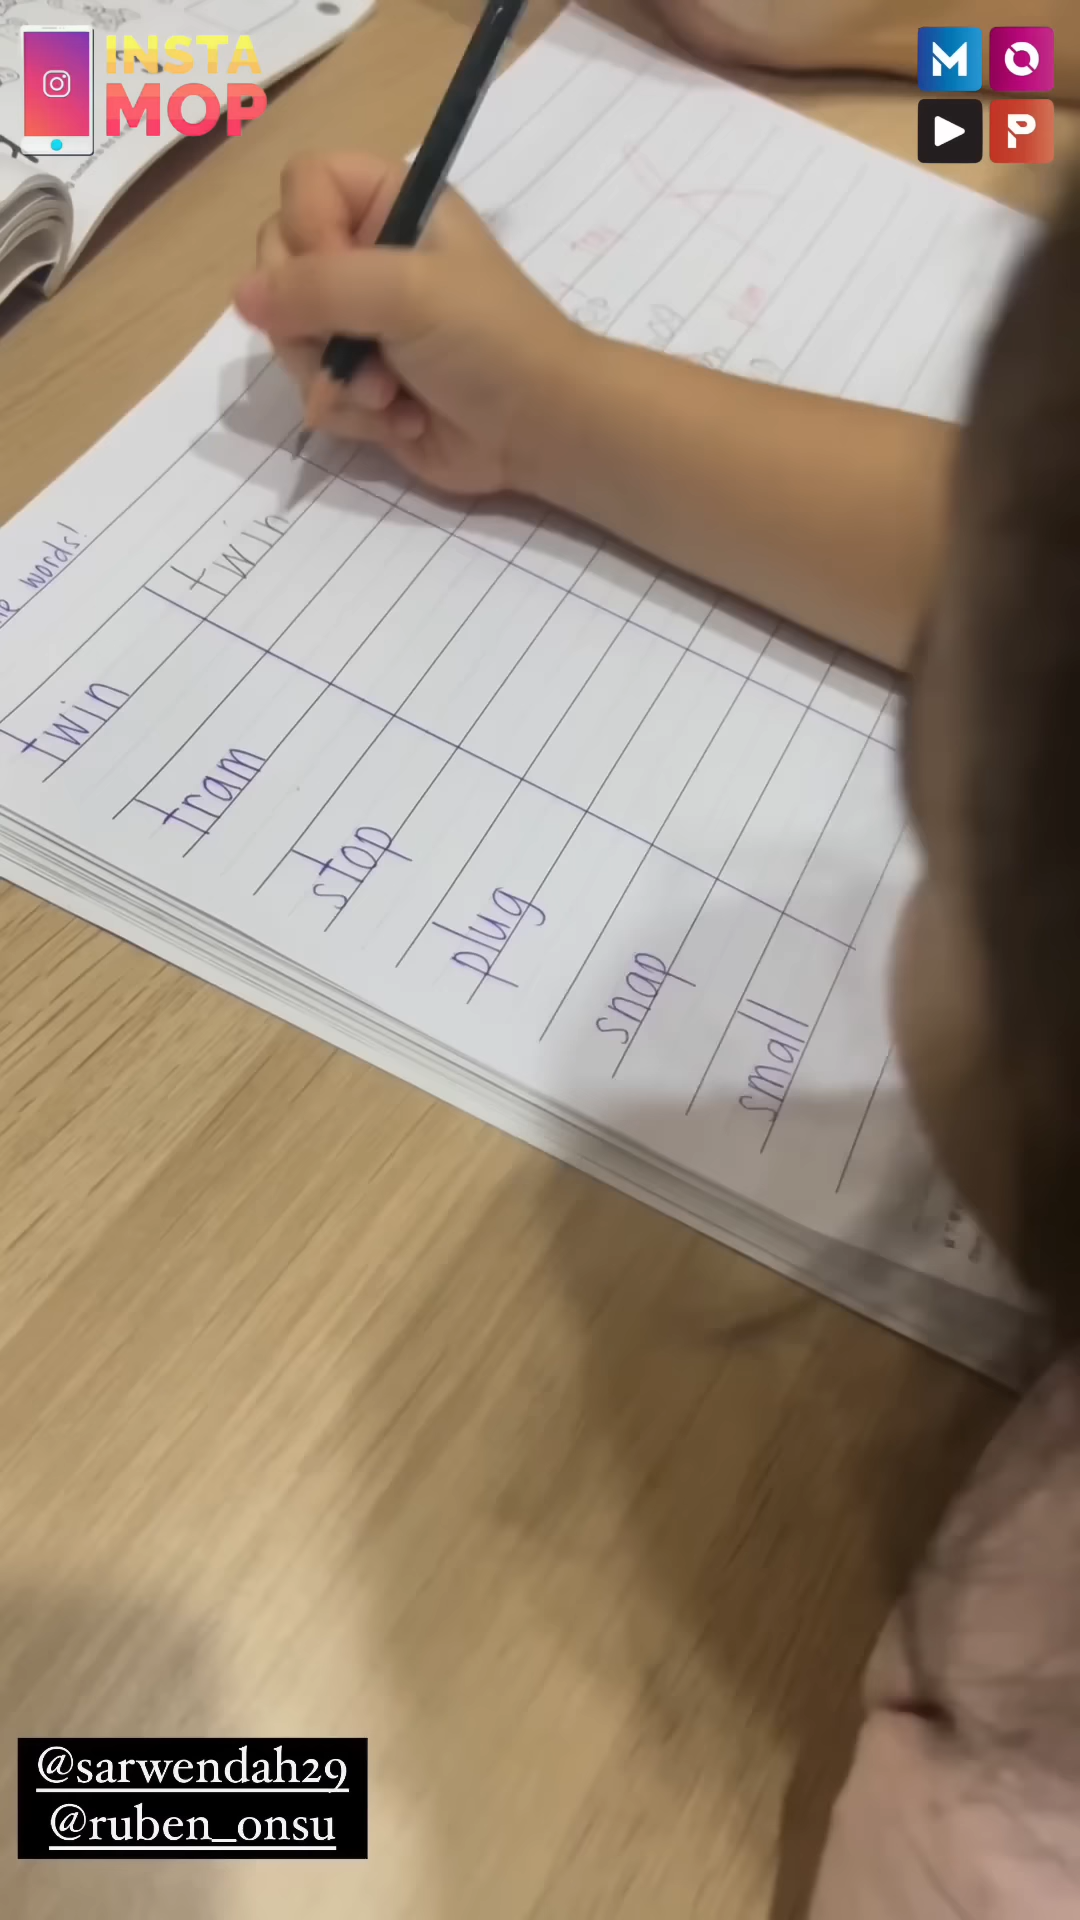 INSTA
MOP
words!
twin twin
tram
stop
plug
snap
small
@sarwendah29
@ruben_onsu